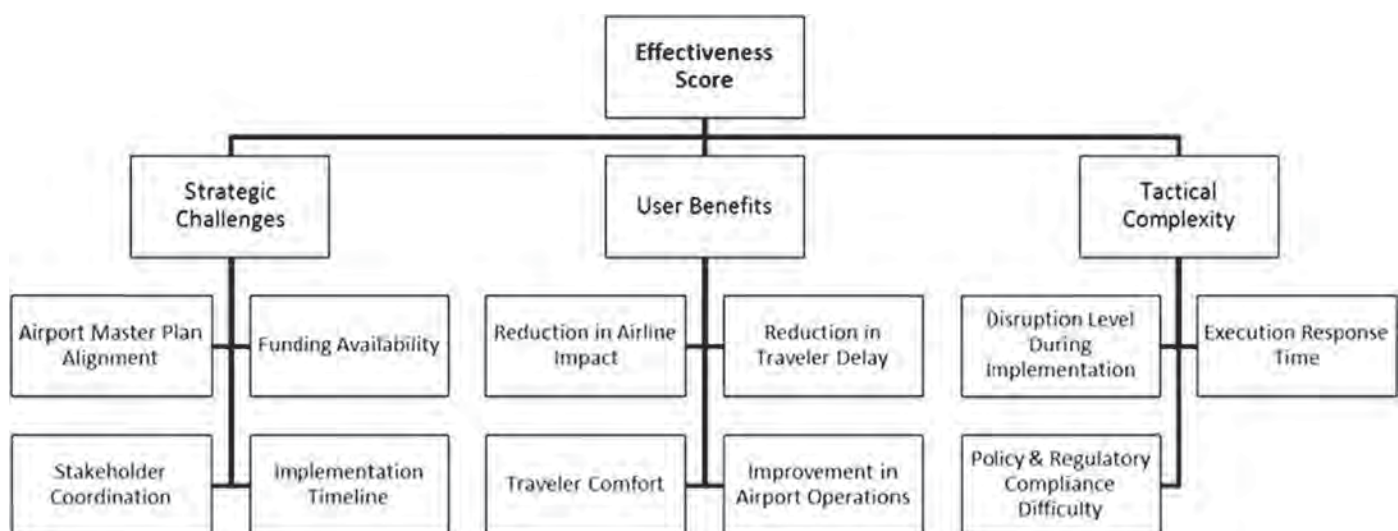 Effectiveness
Score
Strategic
Challenges
User Benefits
Tactical
Complexity
Airport Master Plan
Alignment
Funding Availability
Reduction in Airline
Impact
Reduction in
Traveler Delay
Disruption Level
During
Implementation
Execution Response
Time
Stakeholder
Coordination
Implementation
Timeline
Traveler Comfort
Improvement in
Airport Operations
Policy & Regulatory
Compliance
Difficulty